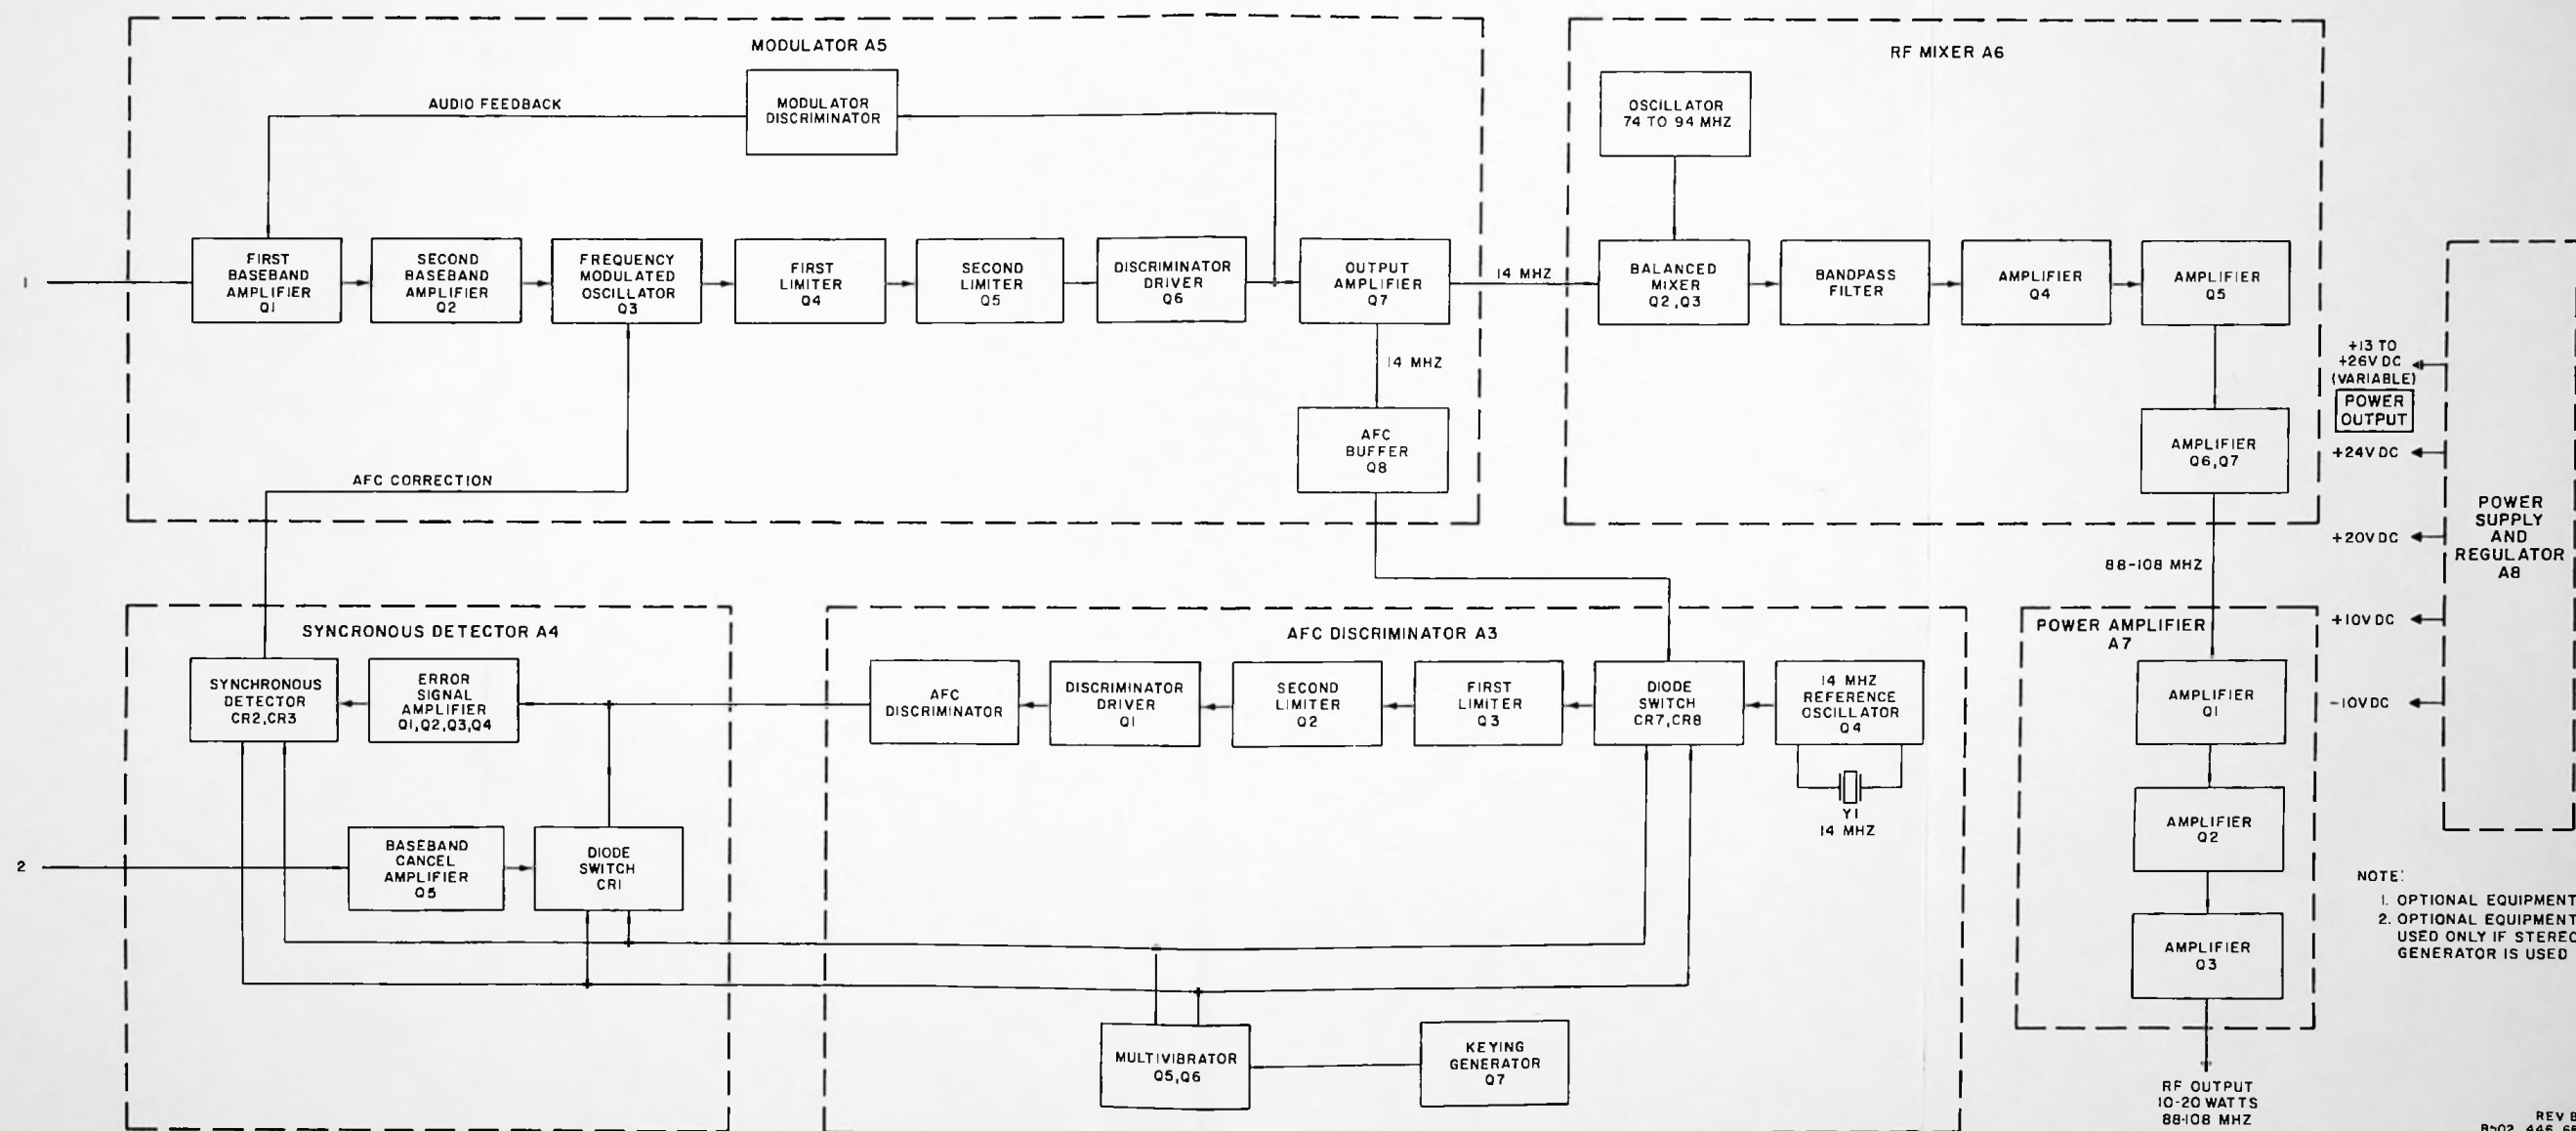 MODULATOR A5
MODULATOR
DISCRIMINATOR
AUDIO FEEDBACK
1
FIRST
BASEBAND
AMPLIFIER
Q1
SECOND
BASEBAND
AMPLIFIER
Q2
FREQUENCY
MODULATED
OSCILLATOR
Q3
FIRST
LIMITER
Q4
SECOND
LIMITER
Q5
DISCRIMINATOR
DRIVER
Q6
OUTPUT
AMPLIFIER
Q7
14 MHZ
14 MHZ
AFC
BUFFER
Q8
AFC CORRECTION
RF MIXER A6
OSCILLATOR
74 TO 94 MHZ
BALANCED
MIXER
Q2,Q3
BANDPASS
FILTER
AMPLIFIER
Q4
AMPLIFIER
Q5
AMPLIFIER
Q6,Q7
88-108 MHZ
+13 TO
+26V DC
(VARIABLE)
POWER
OUTPUT
+24V DC
+20V DC
+10V DC
-10V DC
POWER
SUPPLY
AND
REGULATOR
A8
SYNCRONOUS DETECTOR A4
SYNCHRONOUS
DETECTOR
CR2,CR3
ERROR
SIGNAL
AMPLIFIER
Q1,Q2,Q3,Q4
2
BASEBAND
CANCEL
AMPLIFIER
Q5
DIODE
SWITCH
CR1
AFC DISCRIMINATOR A3
AFC
DISCRIMINATOR
DISCRIMINATOR
DRIVER
Q1
SECOND
LIMITER
Q2
FIRST
LIMITER
Q3
DIODE
SWITCH
CR7,CR8
14 MHZ
REFERENCE
OSCILLATOR
Q4
Y1
14 MHZ
MULTIVIBRATOR
Q5,Q6
KEYING
GENERATOR
Q7
POWER AMPLIFIER
A7
AMPLIFIER
Q1
AMPLIFIER
Q2
AMPLIFIER
Q3
RF OUTPUT
10-20 WATTS
88-108 MHZ
NOTE:
1. OPTIONAL EQUIPMENT
2. OPTIONAL EQUIPMENT
USED ONLY IF STEREO
GENERATOR IS USED
REV B